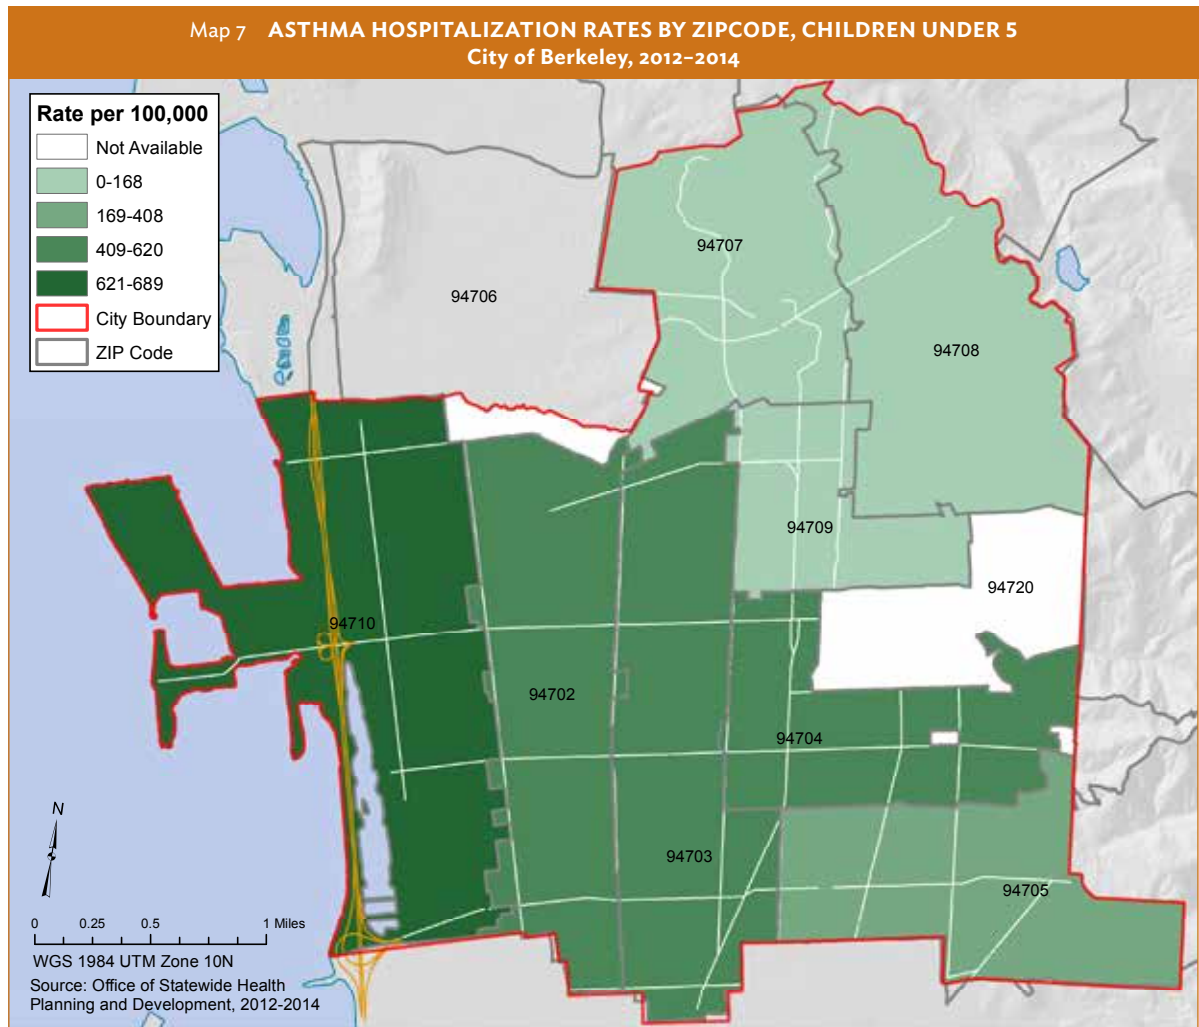 Map 7 ASTHMA HOSPITALIZATION RATES BY ZIPCODE, CHILDREN UNDER 5
City of Berkeley, 2012–2014
Rate per 100,000
Not Available
0-168
169-408
409-620
621-689
City Boundary
ZIP Code
94707
94706
94708
94709
94720
94710
94702
94704
94703
94705
N
0 0.25 0.5 1 Miles
WGS 1984 UTM Zone 10N
Source: Office of Statewide Health
Planning and Development, 2012-2014